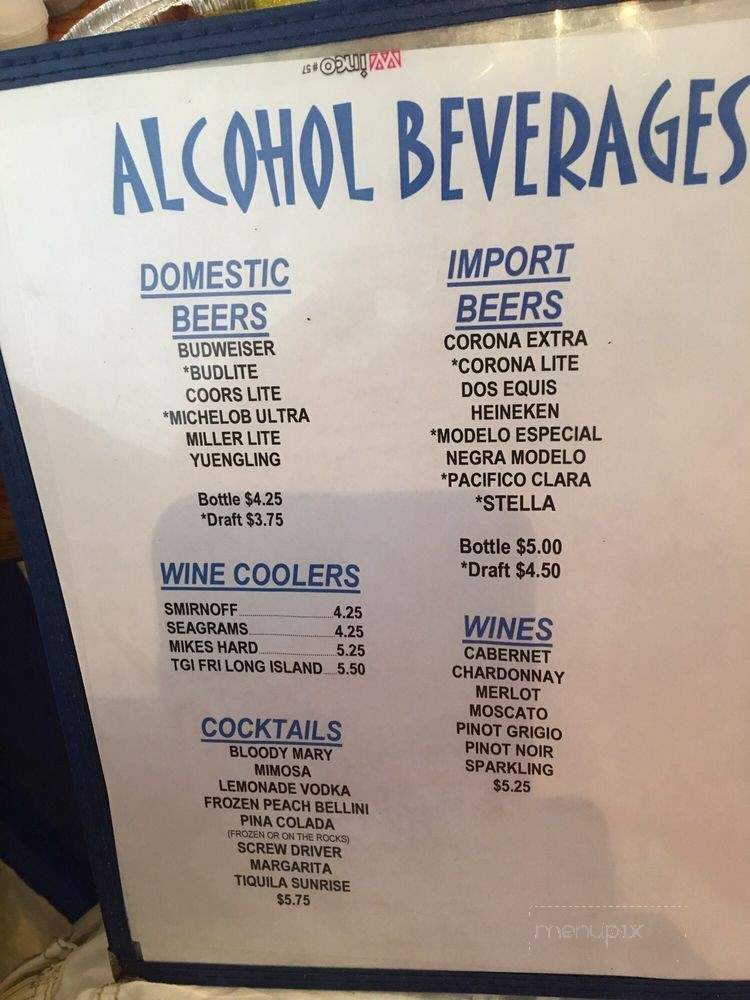 Winco #57
ALCOHOL BEVERAGES
DOMESTIC
BEERS
BUDWEISER
*BUDLITE
COORS LITE
*MICHELOB ULTRA
MILLER LITE
YUENGLING
Bottle $4.25
*Draft $3.75
WINE COOLERS
SMIRNOFF 4.25
SEAGRAMS 4.25
MIKES HARD 5.25
TGI FRI LONG ISLAND 5.50
COCKTAILS
BLOODY MARY
MIMOSA
LEMONADE VODKA
FROZEN PEACH BELLINI
PINA COLADA
(FROZEN OR ON THE ROCKS)
SCREW DRIVER
MARGARITA
TIQUILA SUNRISE
$5.75
IMPORT
BEERS
CORONA EXTRA
*CORONA LITE
DOS EQUIS
HEINEKEN
*MODELO ESPECIAL
NEGRA MODELO
*PACIFICO CLARA
*STELLA
Bottle $5.00
*Draft $4.50
WINES
CABERNET
CHARDONNAY
MERLOT
MOSCATO
PINOT GRIGIO
PINOT NOIR
SPARKLING
$5.25
menupix